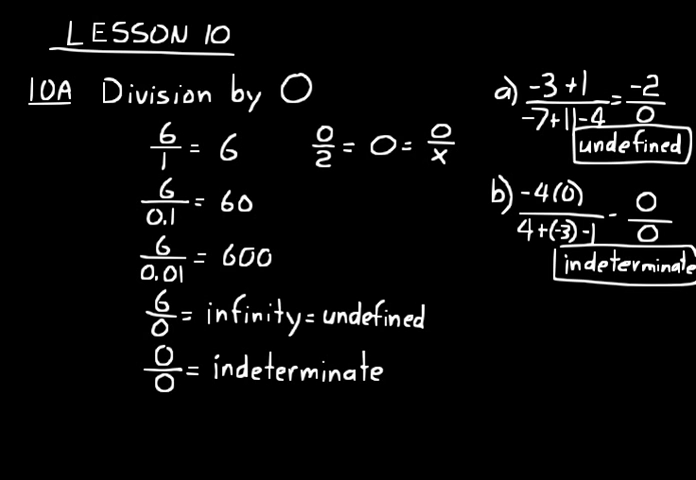 LESSON 10
10A Division by 0
6/1 = 6
0/2 = 0 = 0/x
6/0.1 = 60
6/0.01 = 600
6/0 = infinity = undefined
0/0 = indeterminate
a) -3+1/-7+11-4 = -2/0
undefined
b) -4(0)/4+(-3)-1 - 0/0
indeterminate